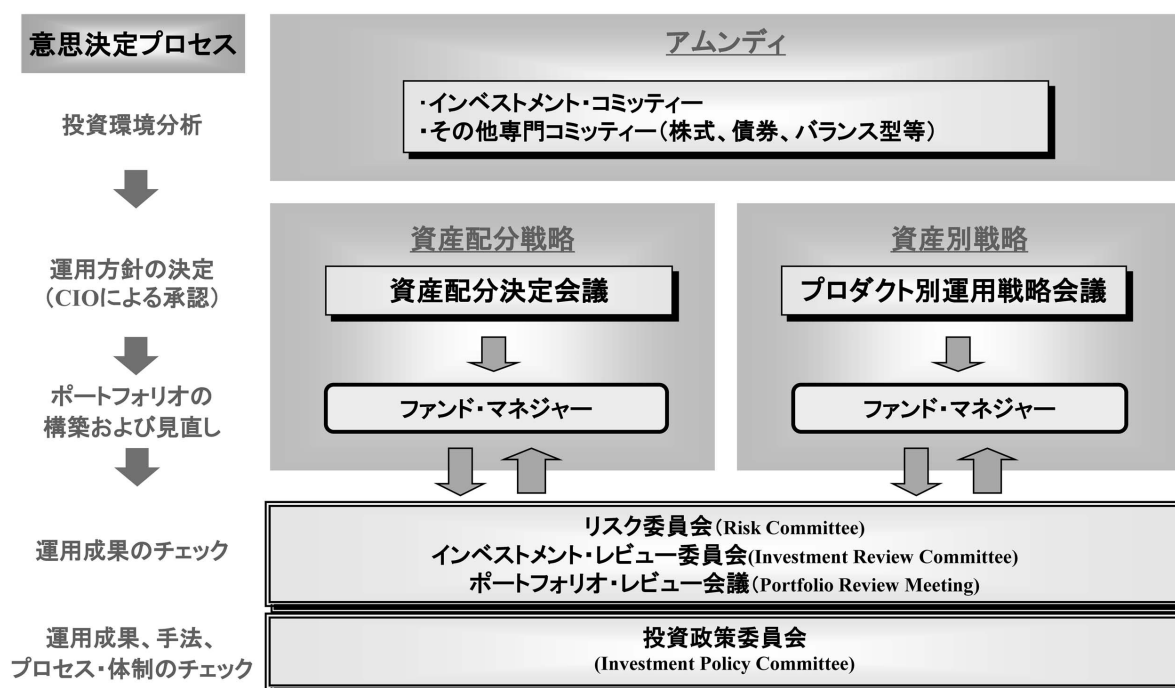 意思決定プロセス
アムンディ
投資環境分析
・インベストメント・コミッティー
・その他専門コミッティー（株式、債券、バランス型等）
運用方針の決定
（CIOによる承認）
資産配分戦略
資産配分決定会議
資産別戦略
プロダクト別運用戦略会議
ポートフォリオの
構築および見直し
ファンド・マネジャー
ファンド・マネジャー
運用成果のチェック
リスク委員会（Risk Committee）
インベストメント・レビュー委員会(Investment Review Committee)
ポートフォリオ・レビュー会議（Portfolio Review Meeting）
運用成果、手法、
プロセス・体制のチェック
投資政策委員会
(Investment Policy Committee)